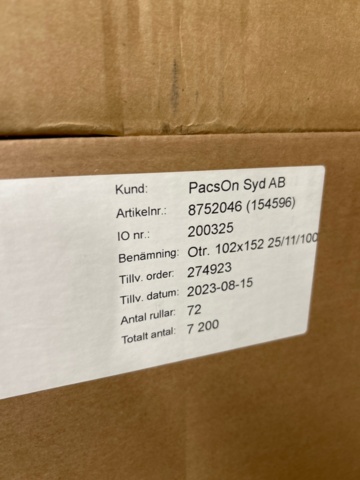 Kund: PacsOn Syd AB
Artikelnr.: 8752046 (154596)
IO nr.: 200325
Benämning: Otr. 102x152 25/11/100
Tillv. order: 274923
Tillv. datum: 2023-08-15
Antal rullar: 72
Totalt antal: 7 200